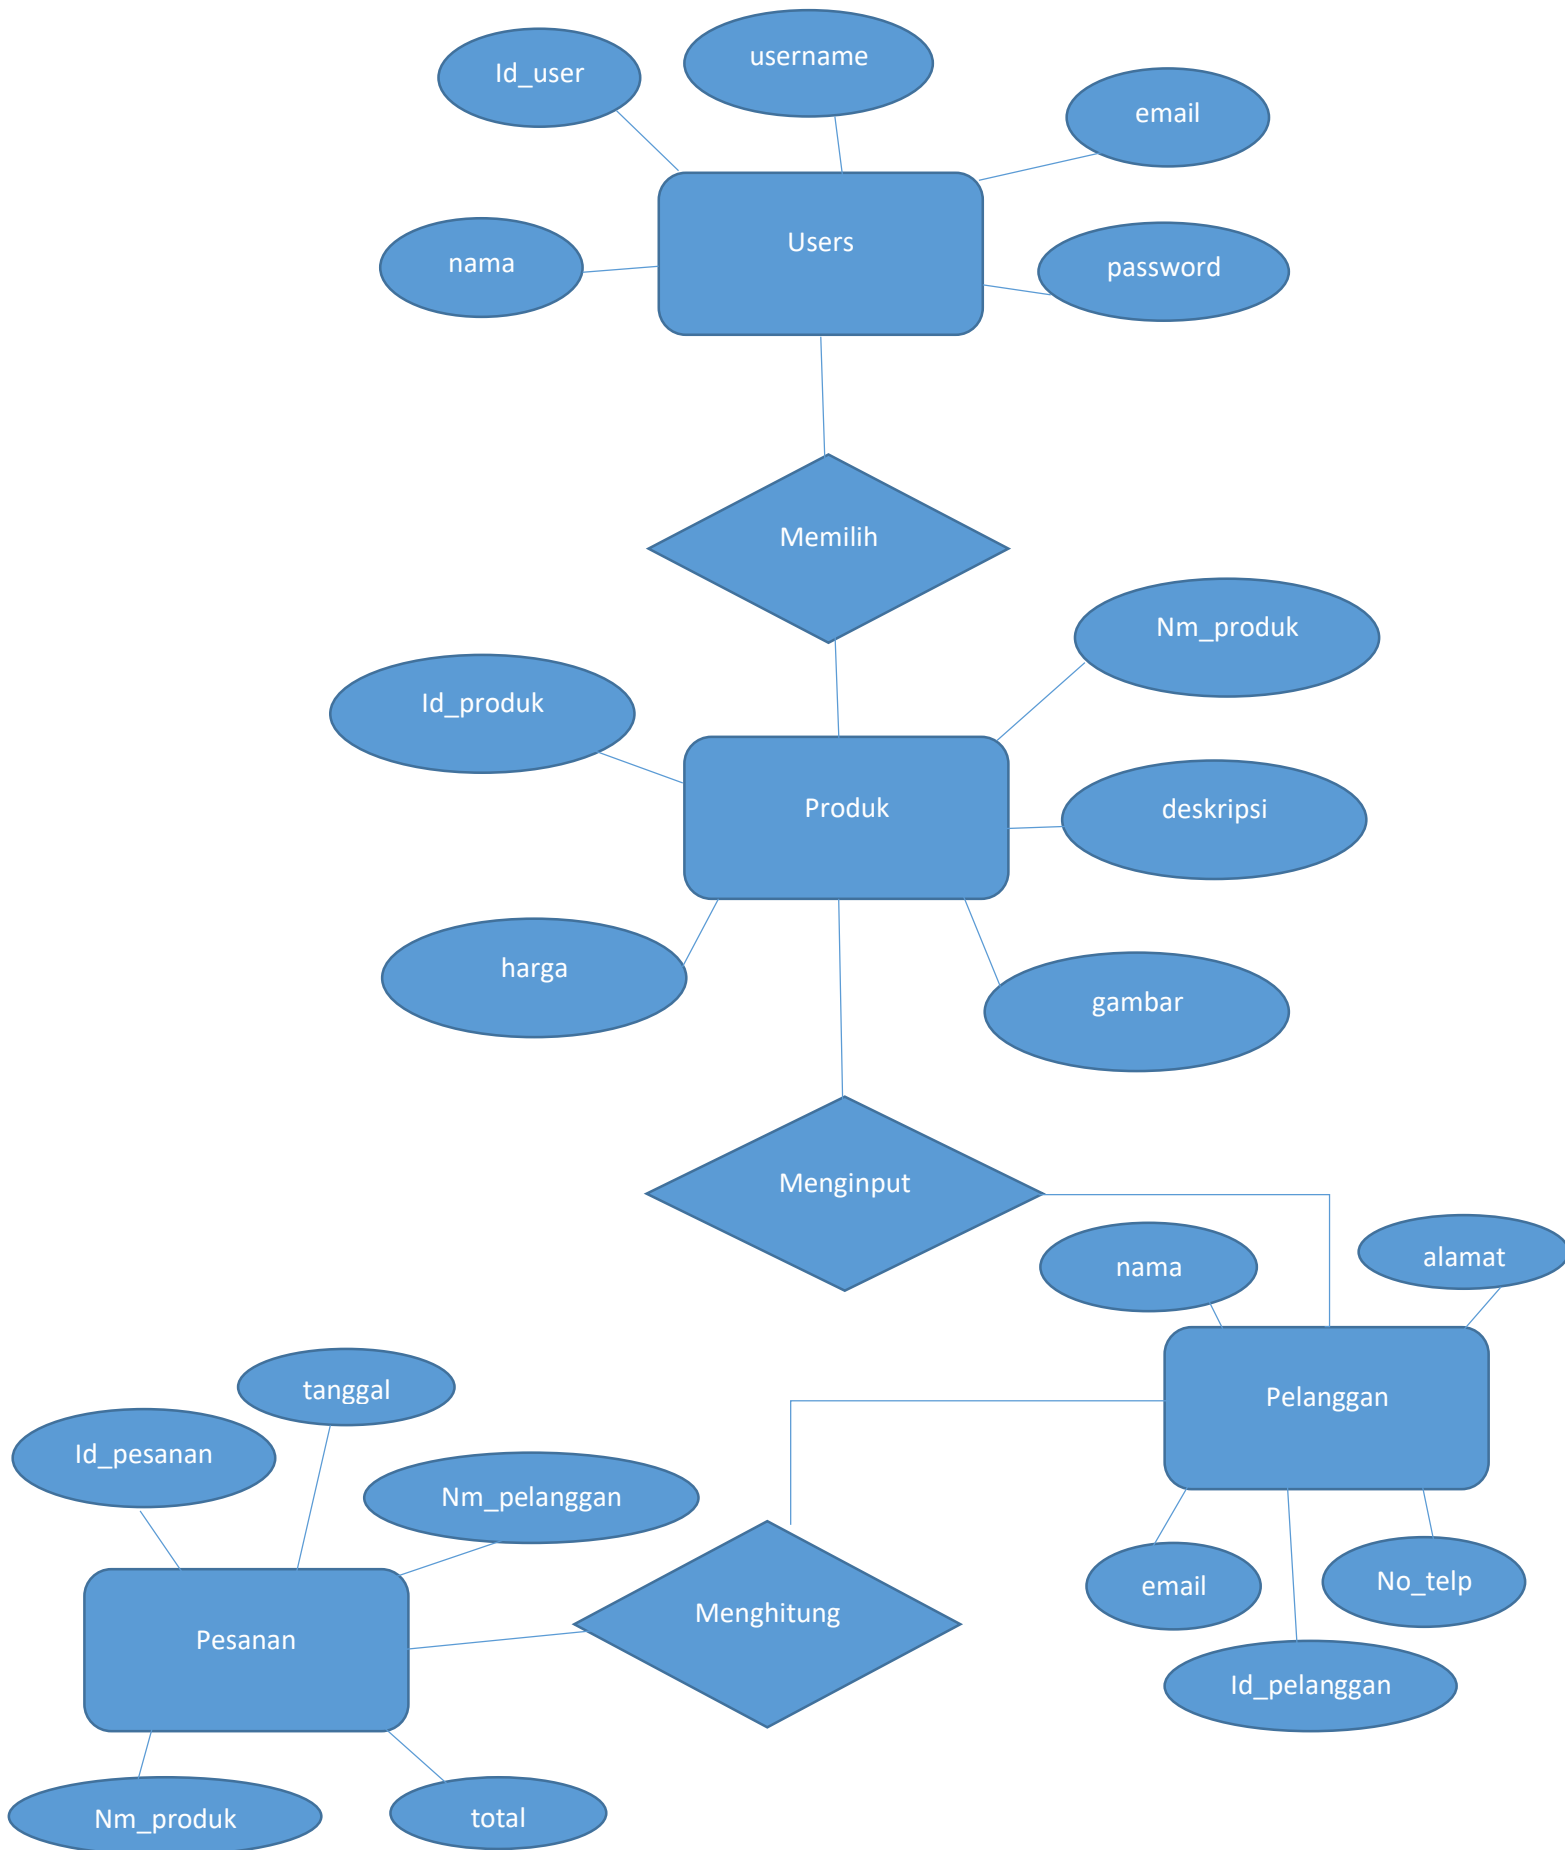 username
Id_user
email
Users
nama
password
Memilih
Nm_produk
Id_produk
Produk
deskripsi
harga
gambar
Menginput
alamat
nama
tanggal
Pelanggan
Id_pesanan
Nm_pelanggan
email
No_telp
Menghitung
Pesanan
Id_pelanggan
Nm_produk
total